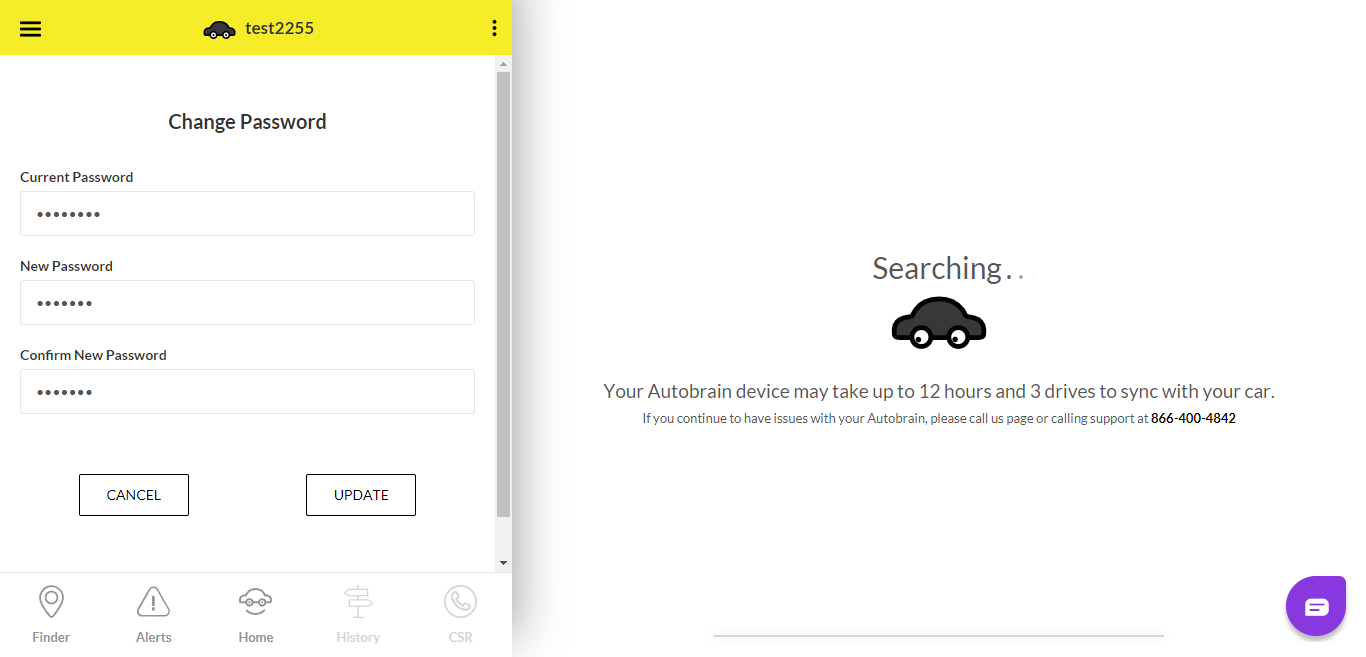 test2255
Change Password
Current Password
••••••••
New Password
•••••••
Confirm New Password
•••••••
CANCEL UPDATE
Finder Alerts Home History CSR
Searching...
Your Autobrain device may take up to 12 hours and 3 drives to sync with your car.
If you continue to have issues with your Autobrain, please call us page or calling support at 866-400-4842